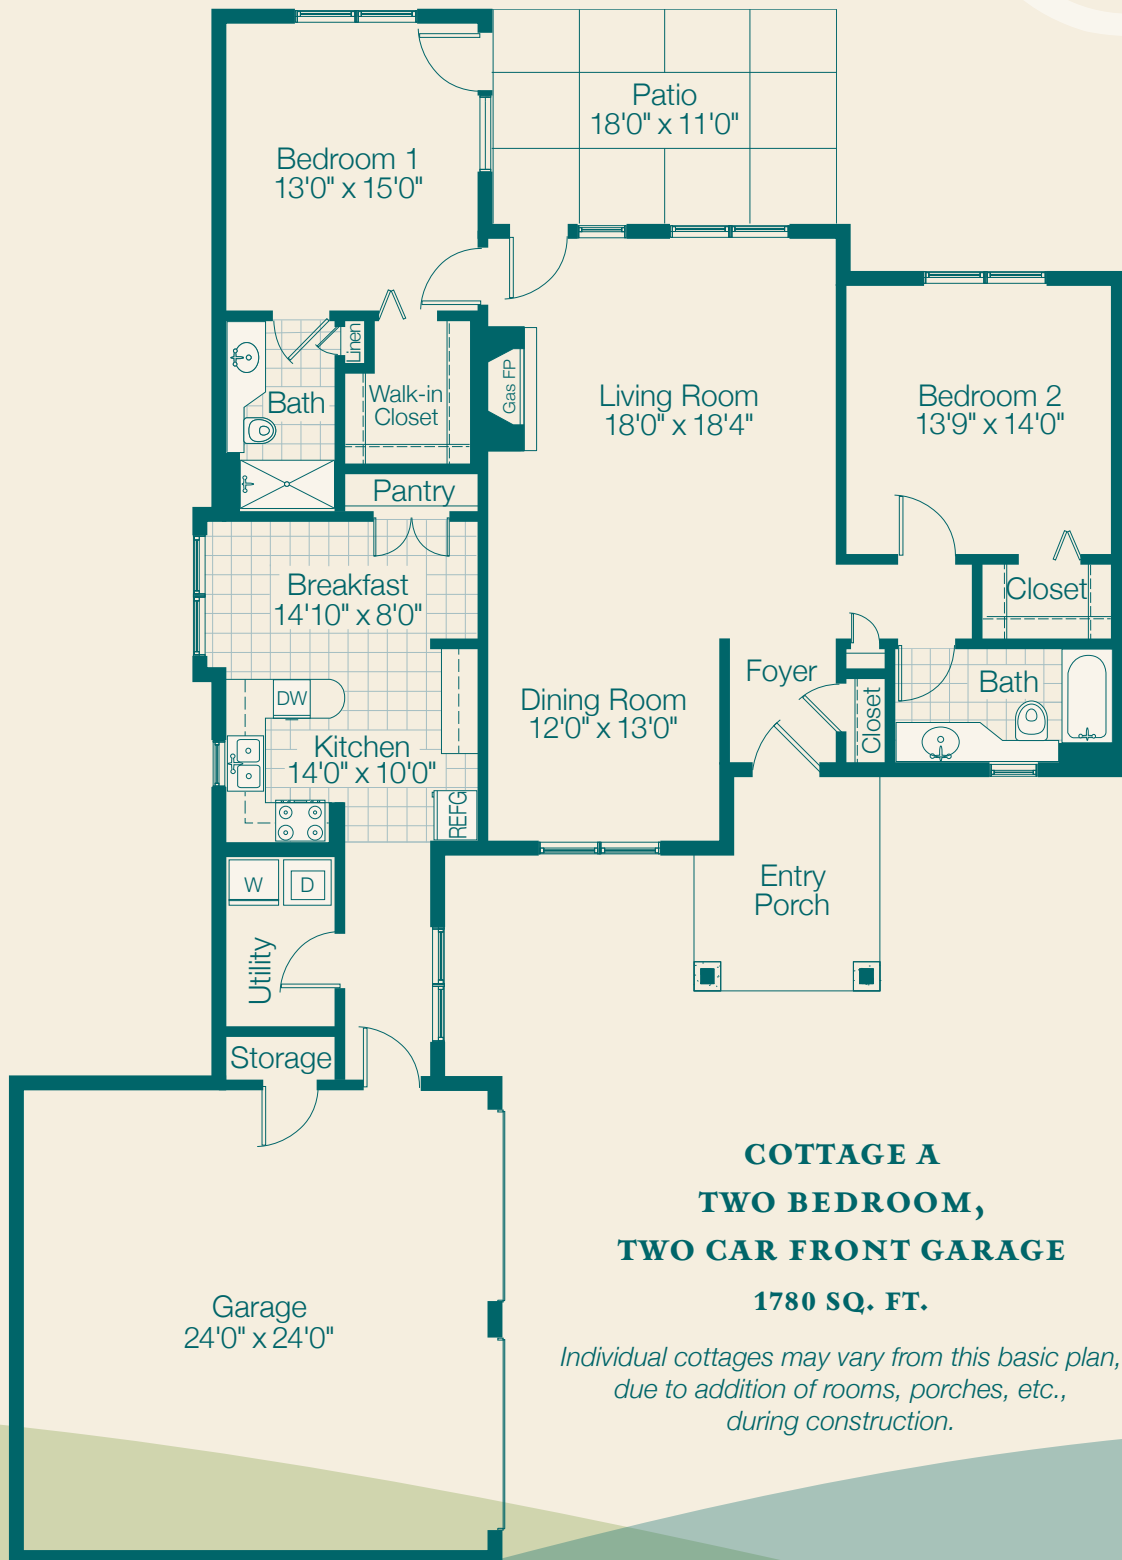 Patio
18'0" x 11'0"
Bedroom 1
13'0" x 15'0"
Linen
Bath
Walk-in
Closet
Gas FP
Living Room
18'0" x 18'4"
Bedroom 2
13'9" x 14'0"
Pantry
Breakfast
14'10" x 8'0"
Closet
Foyer
Bath
Closet
DW
Dining Room
12'0" x 13'0"
Kitchen
14'0" x 10'0"
REFG
W
D
Utility
Entry
Porch
Storage
Garage
24'0" x 24'0"
COTTAGE A
TWO BEDROOM,
TWO CAR FRONT GARAGE
1780 SQ. FT.
Individual cottages may vary from this basic plan,
due to addition of rooms, porches, etc.,
during construction.